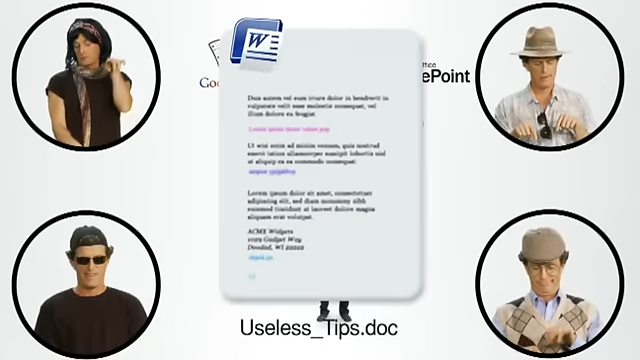 W
Goo
ffice
ePoint
Duis autem vel eum iriure dolor in hendrerit in
vulputate velit esse molestie consequat, vel
illum dolore eu feugiat
Lorem ipsum dolor
Ut wisi enim ad minim veniam, quis nostrud
exerci tation ullamcorper suscipit lobortis nisl
ut aliquip ex ea commodo consequat.
Lorem ipsum dolor sit amet, consectetuer
adipiscing elit, sed diam nonummy nibh
euismod tincidunt ut laoreet dolore magna
aliquam erat volutpat.
ACME Widgets
1029 Gadget Way
Doodad, WI 22222
Useless_Tips.doc